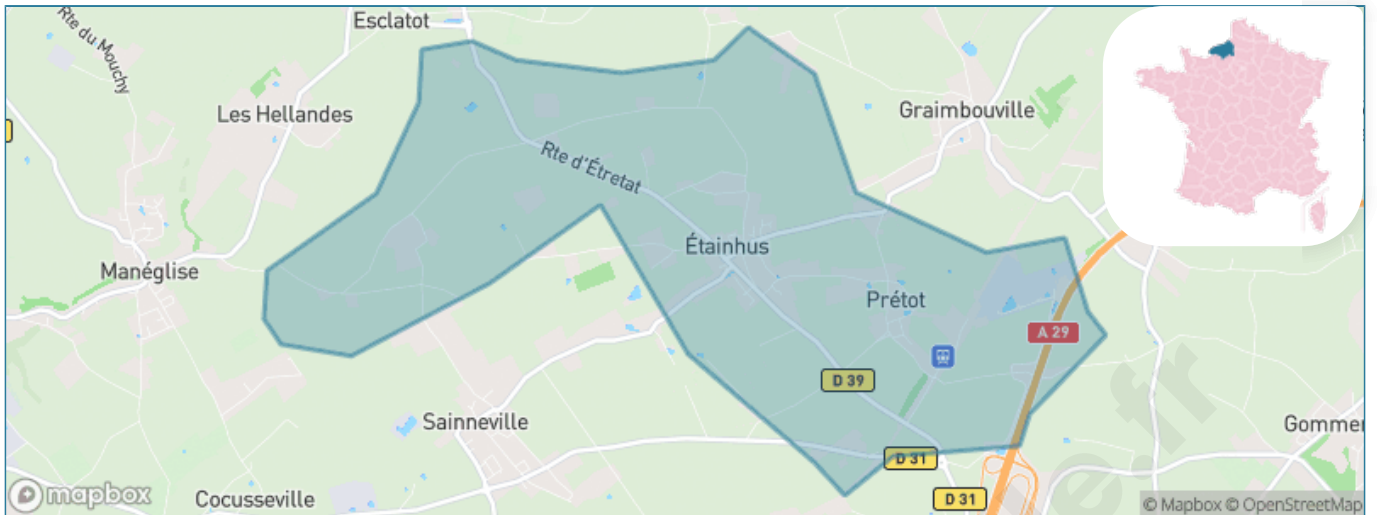 Esclatot
Rte du Mouchy
Les Hellandes
Graimbouville
Rte d'Étretat
Étainhus
Manéglise
Prétot
A 29
D 39
Sainneville
Gommer
D 31
Cocusseville
D 31
mapbox
© Mapbox © OpenStreetMap
e.fr